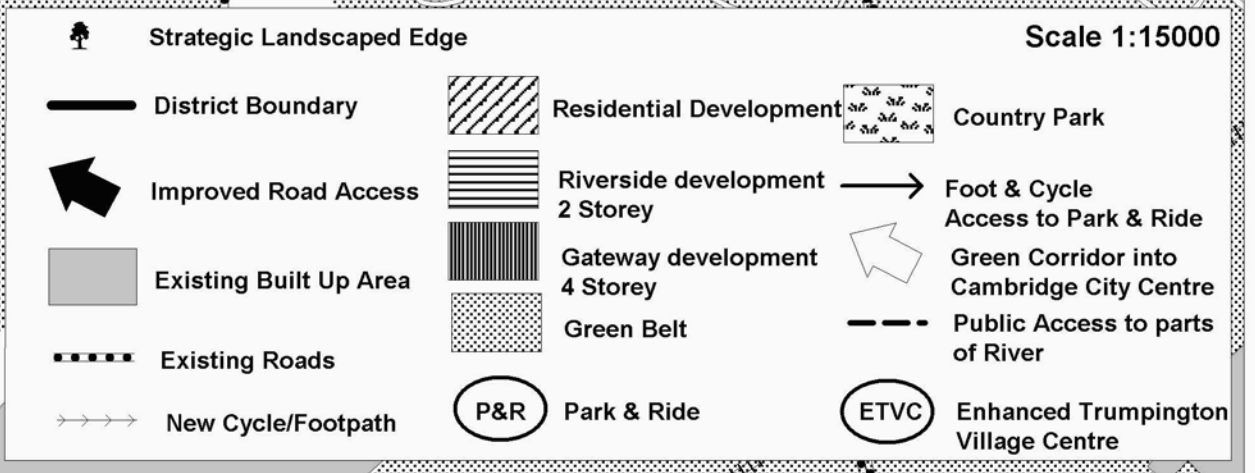 Strategic Landscaped Edge
Scale 1:15000
District Boundary
Improved Road Access
Existing Built Up Area
Existing Roads
New Cycle/Footpath
Residential Development
Riverside development
2 Storey
Gateway development
4 Storey
Green Belt
P&R
Park & Ride
Country Park
Foot & Cycle
Access to Park & Ride
Green Corridor into
Cambridge City Centre
Public Access to parts
of River
ETVC
Enhanced Trumpington
Village Centre